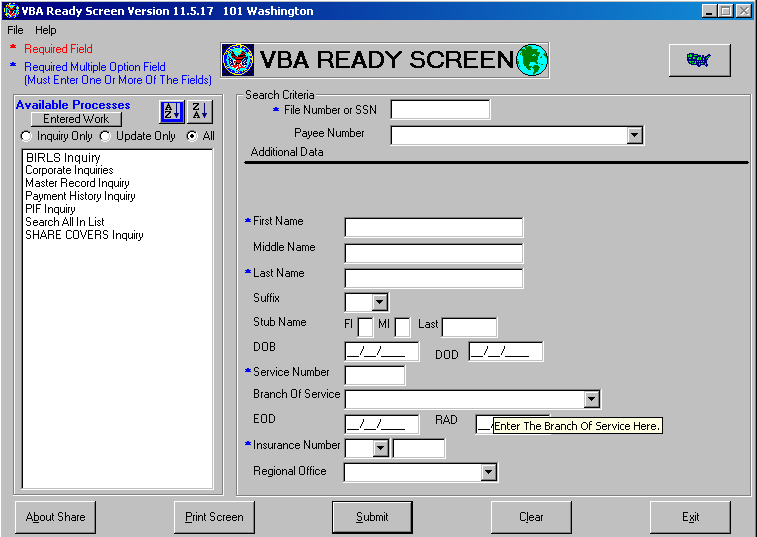 VBA Ready Screen Version 11.5.17 101 Washington
File Help
* Required Field
* Required Multiple Option Field
(Must Enter One Or More Of The Fields)
VBA READY SCREEN
Available Processes
Entered Work
A Z
Z A
Inquiry Only Update Only All
BIRLS Inquiry
Corporate Inquiries
Master Record Inquiry
Payment History Inquiry
PIF Inquiry
Search All In List
SHARE COVERS Inquiry
Search Criteria
* File Number or SSN
Payee Number
Additional Data
* First Name
Middle Name
* Last Name
Suffix
Stub Name FI MI Last
DOB __/__/____ DOD __/__/____
* Service Number
Branch Of Service
EOD __/__/____ RAD __/
Enter The Branch Of Service Here.
* Insurance Number
Regional Office
About Share Print Screen Submit Clear Exit